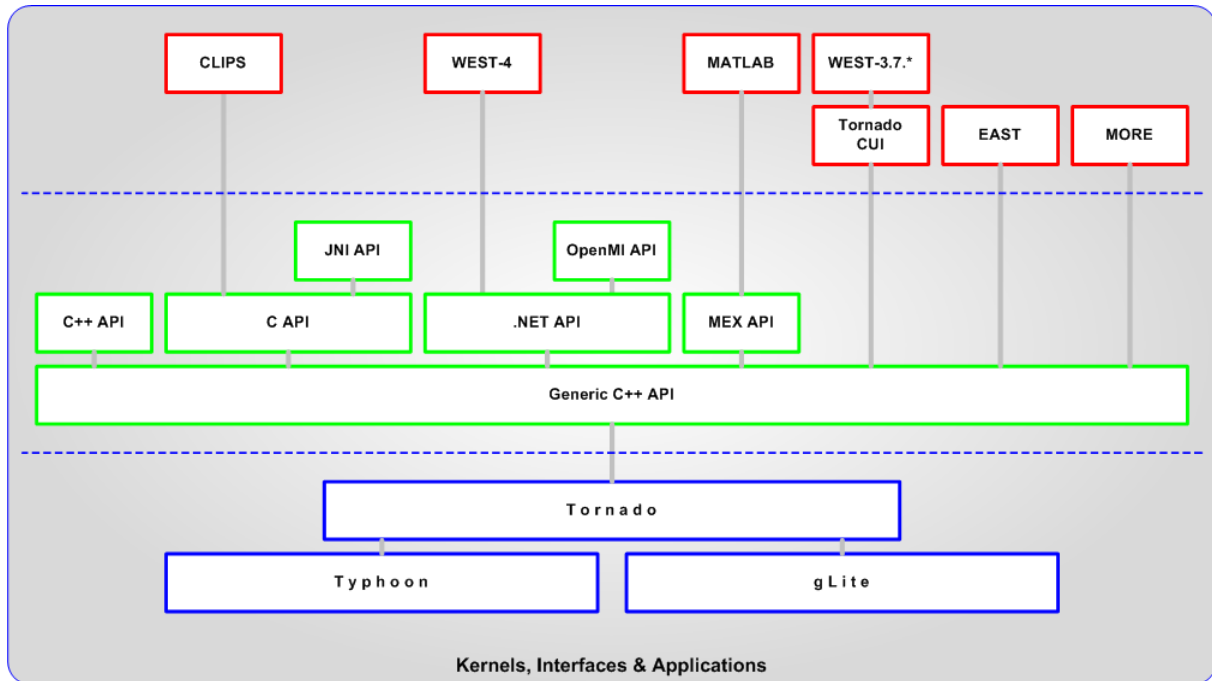 CLIPS
WEST-4
MATLAB
WEST-3.7.*
Tornado
CUI
EAST
MORE
JNI API
OpenMI API
C++ API
C API
.NET API
MEX API
Generic C++ API
Tornado
Typhoon
gLite
Kernels, Interfaces & Applications